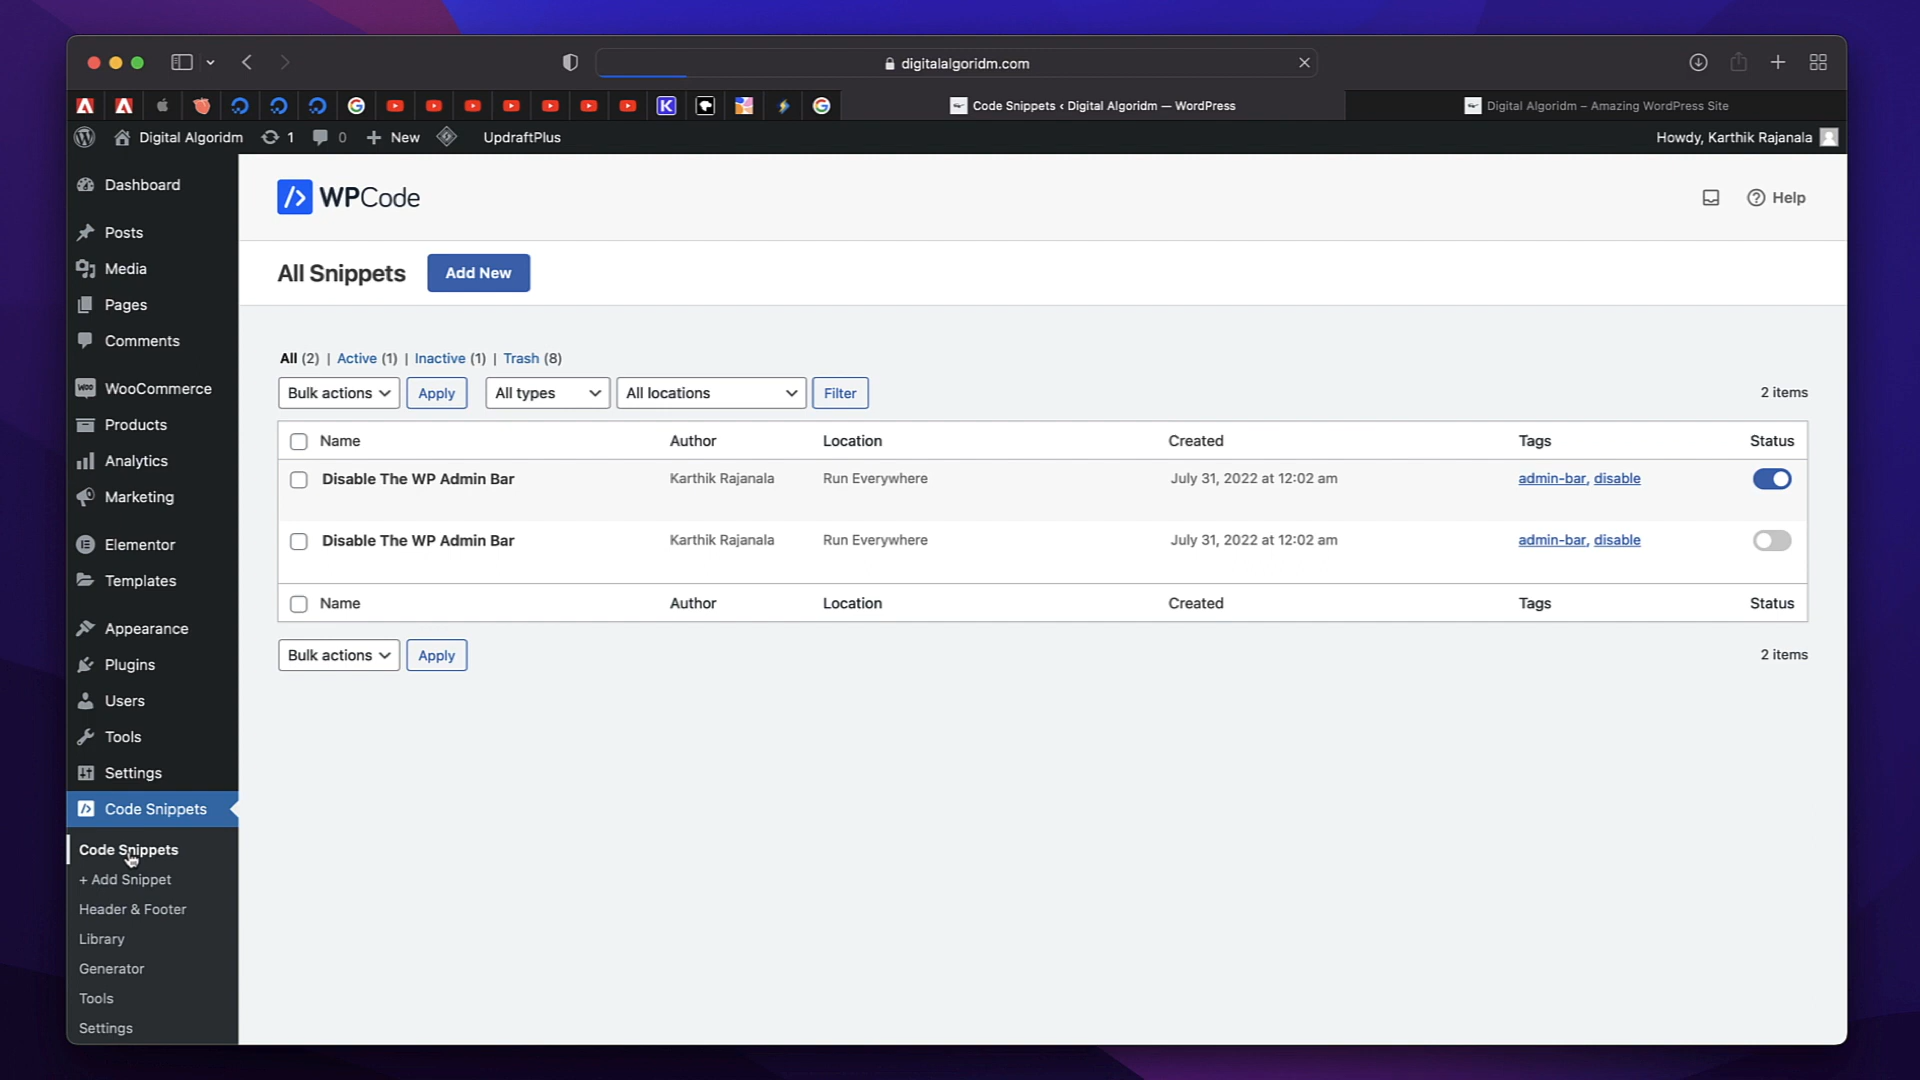 digitalalgoridm.com
K
Code Snippets ‹ Digital Algoridm — WordPress
Digital Algoridm – Amazing WordPress Site
Digital Algoridm
1
0
New
UpdraftPlus
Howdy, Karthik Rajanala
Dashboard
Posts
Media
Pages
Comments
WooCommerce
Products
Analytics
Marketing
Elementor
Templates
Appearance
Plugins
Users
Tools
Settings
Code Snippets
Code Snippets
+ Add Snippet
Header & Footer
Library
Generator
Tools
Settings
WPCode
Help
All Snippets
Add New
All (2) | Active (1) | Inactive (1) | Trash (8)
Bulk actions
Apply
All types
All locations
Filter
2 items
Name Author Location Created Tags Status
Disable The WP Admin Bar Karthik Rajanala Run Everywhere July 31, 2022 at 12:02 am admin-bar, disable
Disable The WP Admin Bar Karthik Rajanala Run Everywhere July 31, 2022 at 12:02 am admin-bar, disable
Name Author Location Created Tags Status
Bulk actions
Apply
2 items